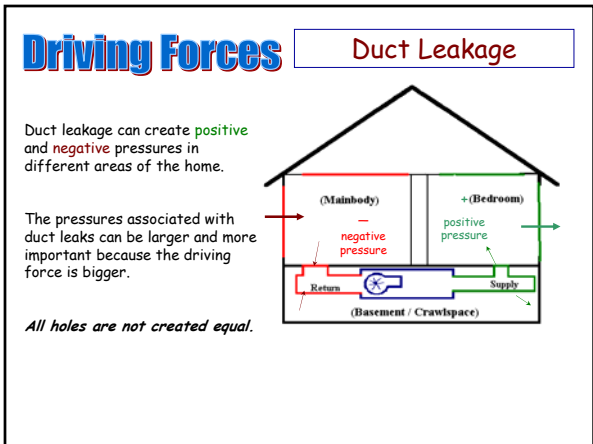 Driving Forces
Duct Leakage
Duct leakage can create positive
and negative pressures in
different areas of the home.
The pressures associated with
duct leaks can be larger and more
important because the driving
force is bigger.
All holes are not created equal.
(Mainbody)
–
negative
pressure
+(Bedroom)
positive
pressure
Return
Supply
(Basement / Crawlspace)